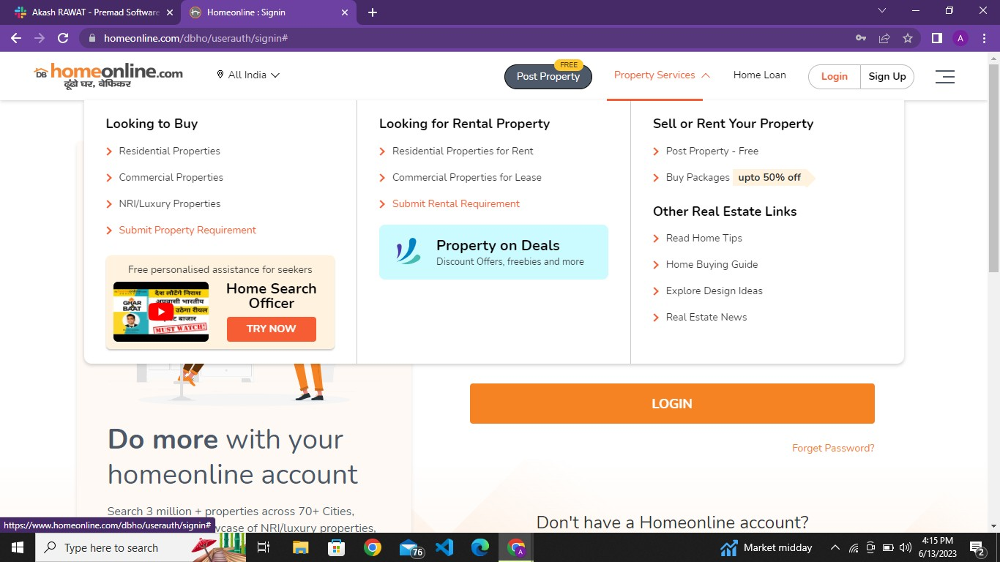 Akash RAWAT - Premad Software
Homeonline : Signin
homeonline.com/dbho/userauth/signin#
A
DB homeonline.com
ढूंढो घर, बेफिकर
All India
FREE
Post Property
Property Services
Home Loan
Login
Sign Up
Looking to Buy
Residential Properties
Commercial Properties
NRI/Luxury Properties
Submit Property Requirement
Free personalised assistance for seekers
GHAR
BAAT
देश लौटेंगे निराश
अप्रवासी भारतीय
उठेगा रीयल
बाजार
MUST WATCH!
Home Search
Officer
TRY NOW
Looking for Rental Property
Residential Properties for Rent
Commercial Properties for Lease
Submit Rental Requirement
Property on Deals
Discount Offers, freebies and more
Sell or Rent Your Property
Post Property - Free
Buy Packages upto 50% off
Other Real Estate Links
Read Home Tips
Home Buying Guide
Explore Design Ideas
Real Estate News
LOGIN
Forget Password?
Do more with your
homeonline account
Search 3 million + properties across 70+ Cities,
wcase of NRI/luxury properties,
Don't have a Homeonline account?
https://www.homeonline.com/dbho/userauth/signin#
Type here to search
76
A
Market midday
4:15 PM
6/13/2023
2